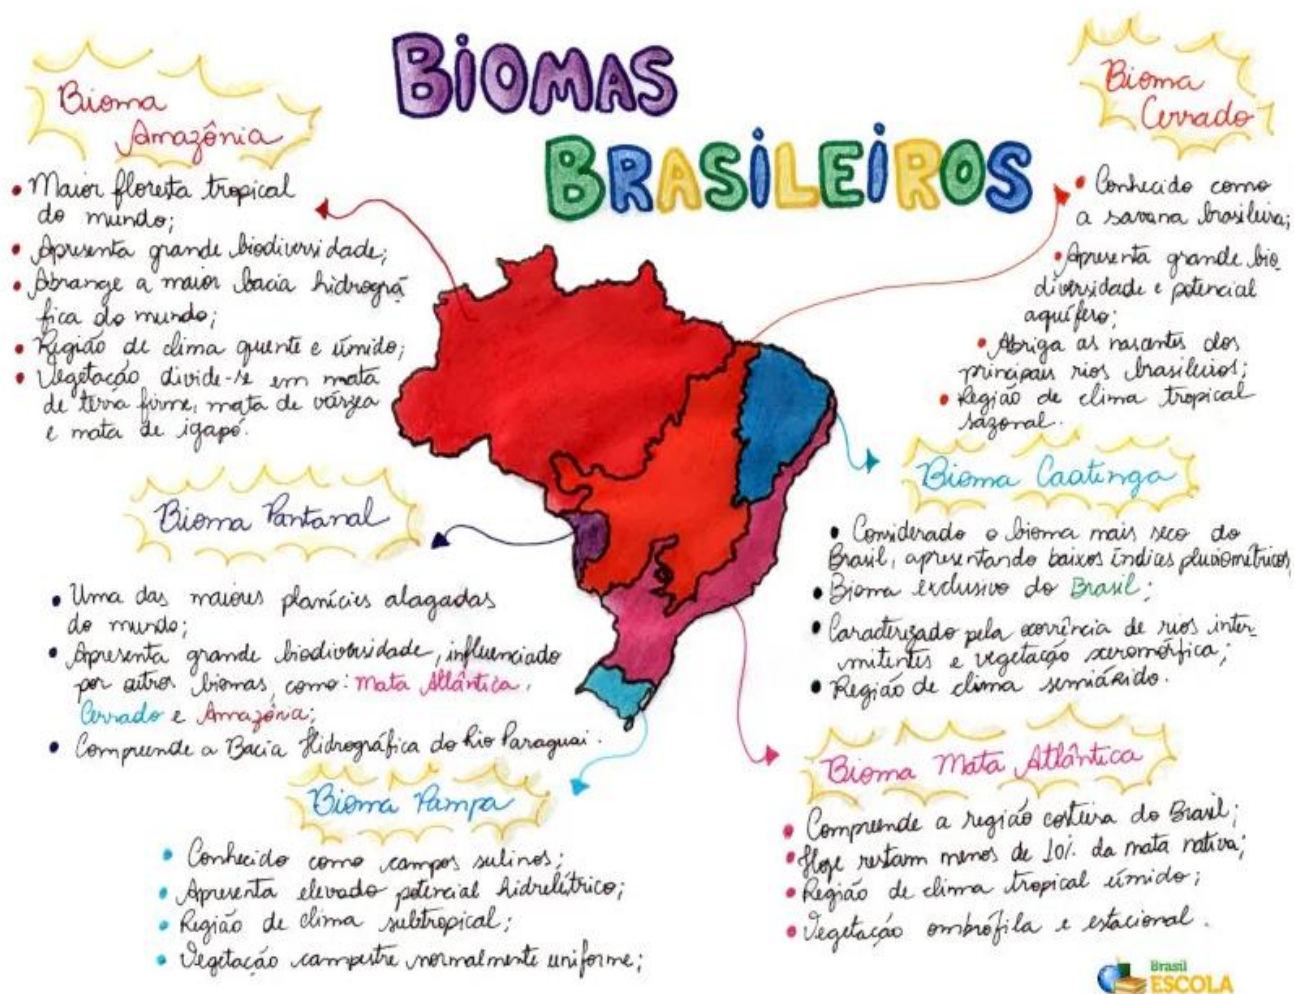 BIOMAS
BRASILEIROS
Bioma
Amazônia
• Maior floresta tropical
do mundo;
• Apresenta grande biodiversidade;
• Abrange a maior bacia hidrográ
fica do mundo;
• Região de clima quente e úmido;
• Vegetação divide-se em mata
de terra firme, mata de várzea
e mata de igapó.
Bioma
Cerrado
• Conhecido como
a savana brasileira;
• Apresenta grande bio
diversidade e potencial
aquífero;
• Abriga as nascentes dos
principais rios brasileiros;
• Região de clima tropical
sazonal.
Bioma Pantanal
• Uma das maiores planícies alagadas
do mundo;
• Apresenta grande biodiversidade, influenciado
por outros biomas, como: Mata Atlântica,
Cerrado e Amazônia;
• Compreende a Bacia Hidrográfica do Rio Paraguai.
Bioma Caatinga
• Considerado o bioma mais seco do
Brasil, apresentando baixos índices pluviométricos
• Bioma exclusivo do Brasil;
• Caracterizado pela ocorrência de rios inter-
mitentes e vegetação xeromórfica;
• Região de clima semiárido.
Bioma Pampa
• Conhecido como campos sulinos;
• Apresenta elevado potencial hidrelétrico;
• Região de clima subtropical;
• Vegetação campestre normalmente uniforme;
Bioma Mata Atlântica
• Compreende a região costeira do Brasil;
• Hoje restam menos de 10% da mata nativa;
• Região de clima tropical úmido;
• Vegetação ombrófila e estacional.
Brasil
ESCOLA